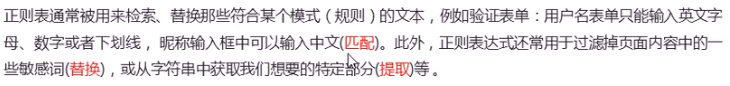 正则表通常被用来检索、替换那些符合某个模式（规则）的文本，例如验证表单：用户名表单只能输入英文字
母、数字或者下划线， 昵称输入框中可以输入中文(匹配)。此外，正则表达式还常用于过滤掉页面内容中的一
些敏感词(替换)，或从字符串中获取我们想要的特定部分(提取)等 。